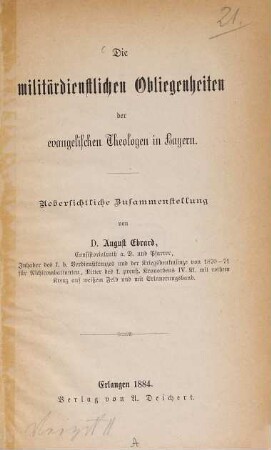 21.
Die
militärdienstlichen Obliegenheiten
der
evangelischen Theologen in Bayern.
Uebersichtliche Zusammenstellung
von
D. August Ebrard,
Consistorialrath a. D. und Pfarrer,
Inhaber des k. b. Verdienstkreuzes und der Kriegsdenkmünze von 1870–71
für Nichtcombattanten, Ritter des k. preuß. Kronordens IV. Kl. mit rothem
Kreuz auf weißem Feld und mit Erinnerungsband.
Erlangen 1884.
Verlag von A. Deichert.
A